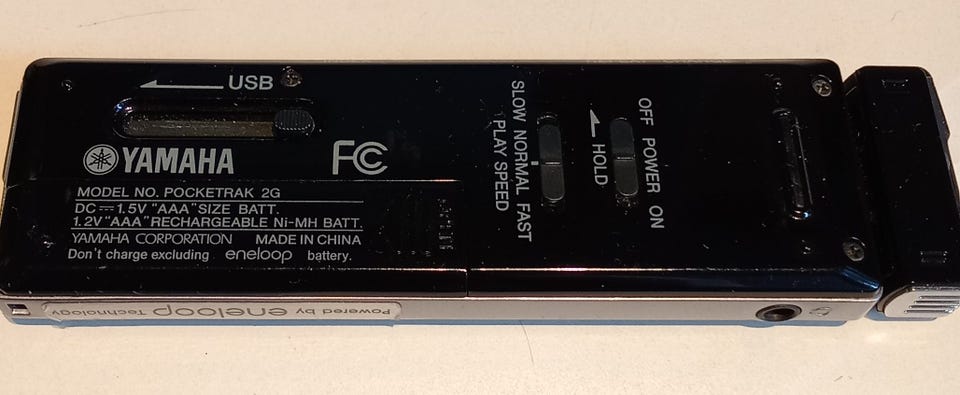 USB
YAMAHA
FC
MODEL NO. POCKETRAK 2G
DC 1.5V "AAA" SIZE BATT.
1.2V "AAA" RECHARGEABLE Ni-MH BATT.
YAMAHA CORPORATION MADE IN CHINA
Don't charge excluding eneloop battery.
SLOW NORMAL FAST
PLAY SPEED
OFF POWER ON
HOLD
Powered by eneloop Technology